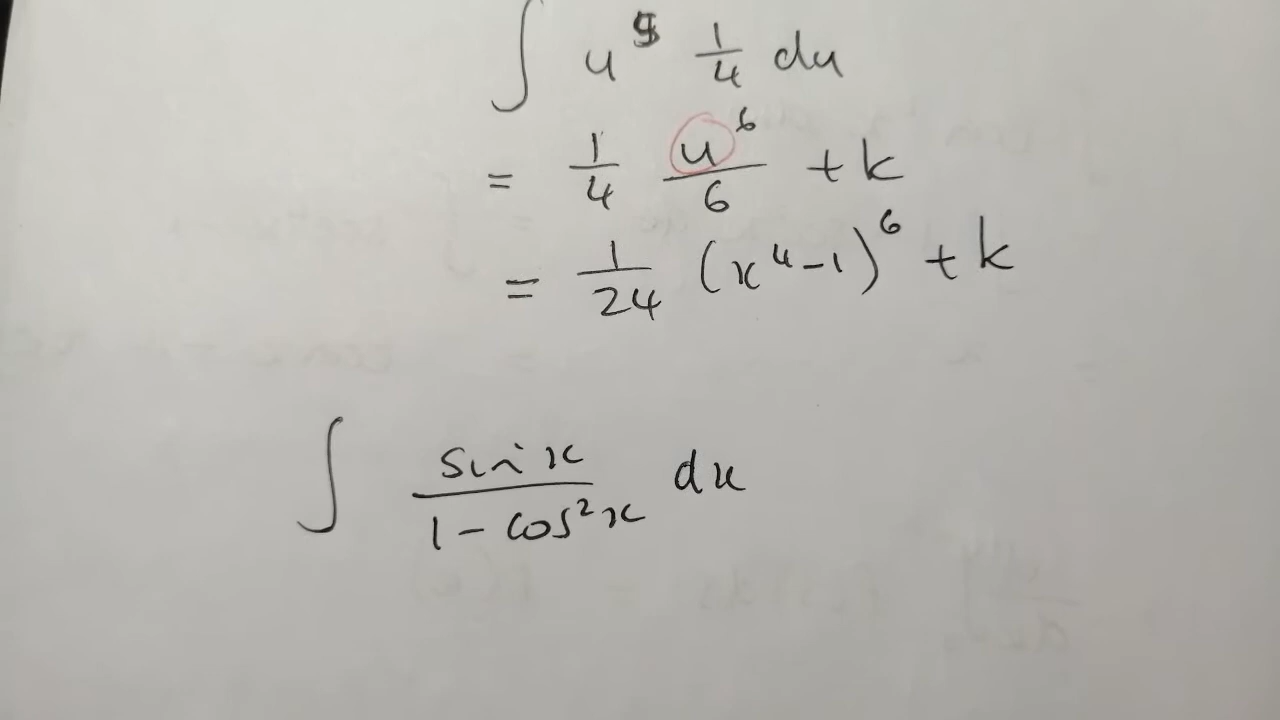 ∫ u⁵ 1/4 du
= 1/4 u⁶/6 + k
= 1/24 (x⁴-1)⁶ + k
∫ sin x / 1 - cos²x dx